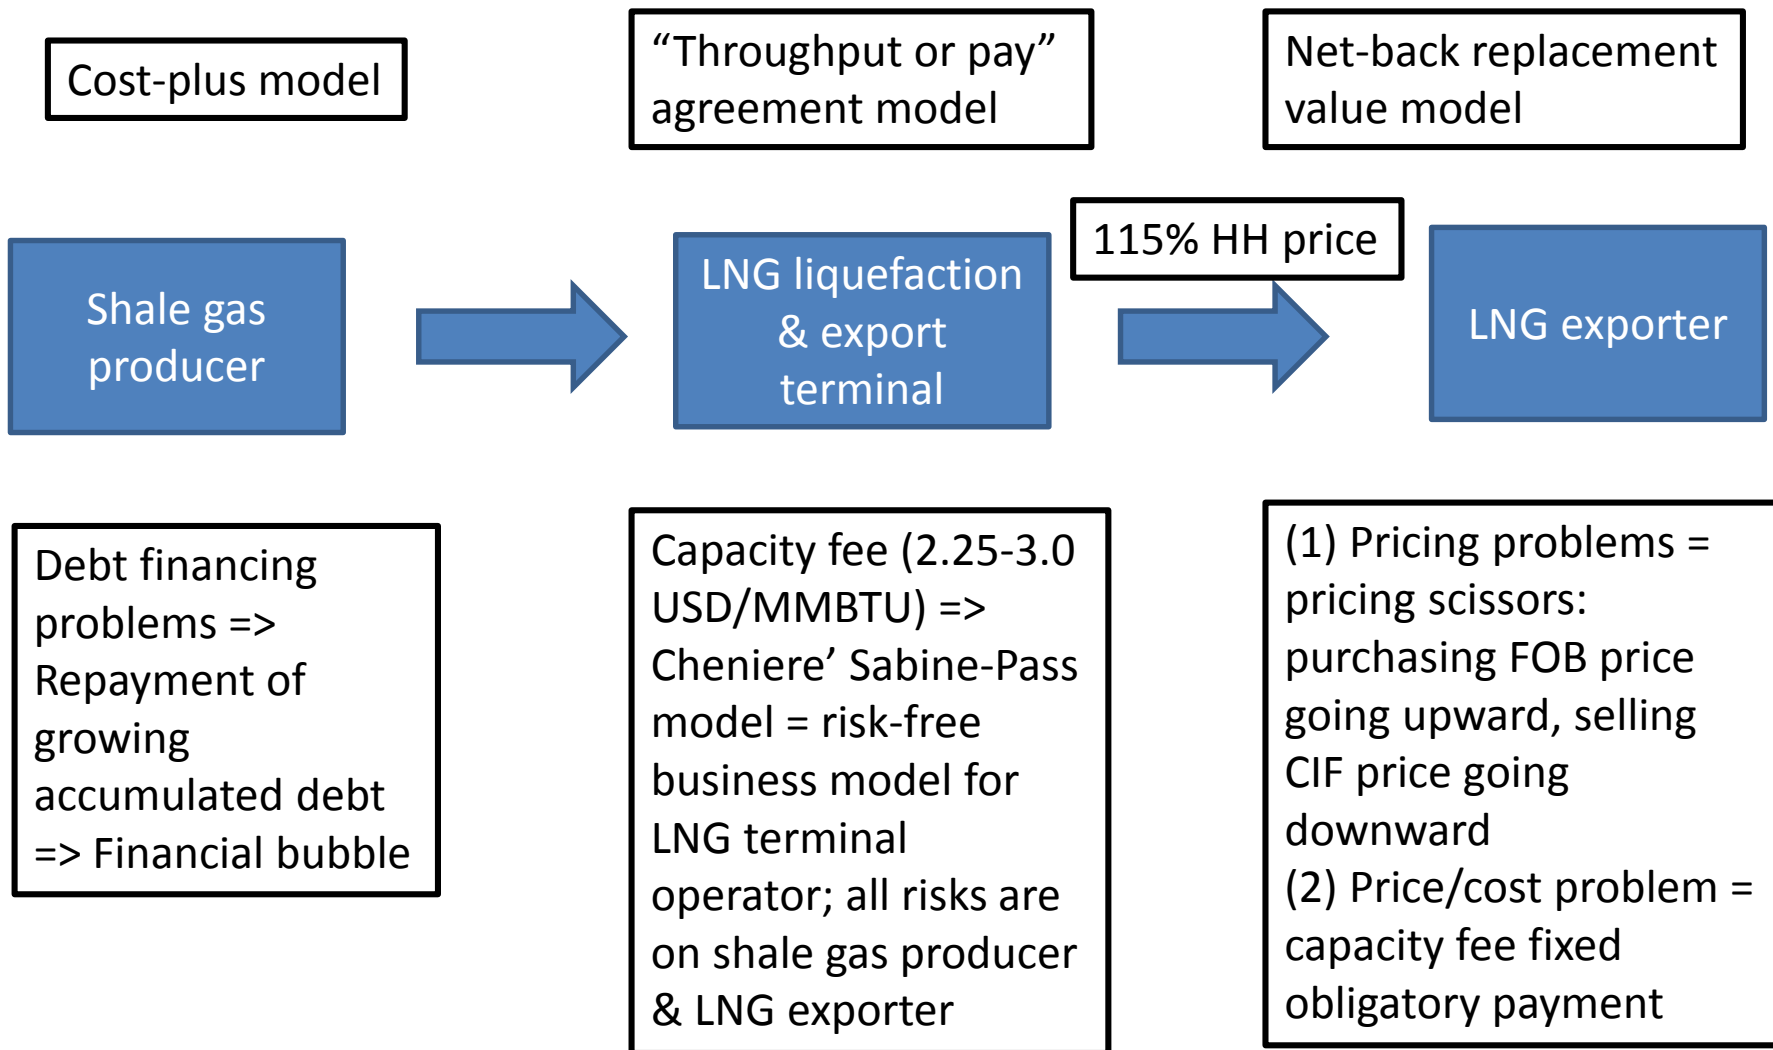 Cost-plus model
“Throughput or pay”
agreement model
Net-back replacement
value model
115% HH price
Shale gas
producer
LNG liquefaction
& export
terminal
LNG exporter
Debt financing
problems =>
Repayment of
growing
accumulated debt
=> Financial bubble
Capacity fee (2.25-3.0
USD/MMBTU) =>
Cheniere’ Sabine-Pass
model = risk-free
business model for
LNG terminal
operator; all risks are
on shale gas producer
& LNG exporter
(1) Pricing problems =
pricing scissors:
purchasing FOB price
going upward, selling
CIF price going
downward
(2) Price/cost problem =
capacity fee fixed
obligatory payment